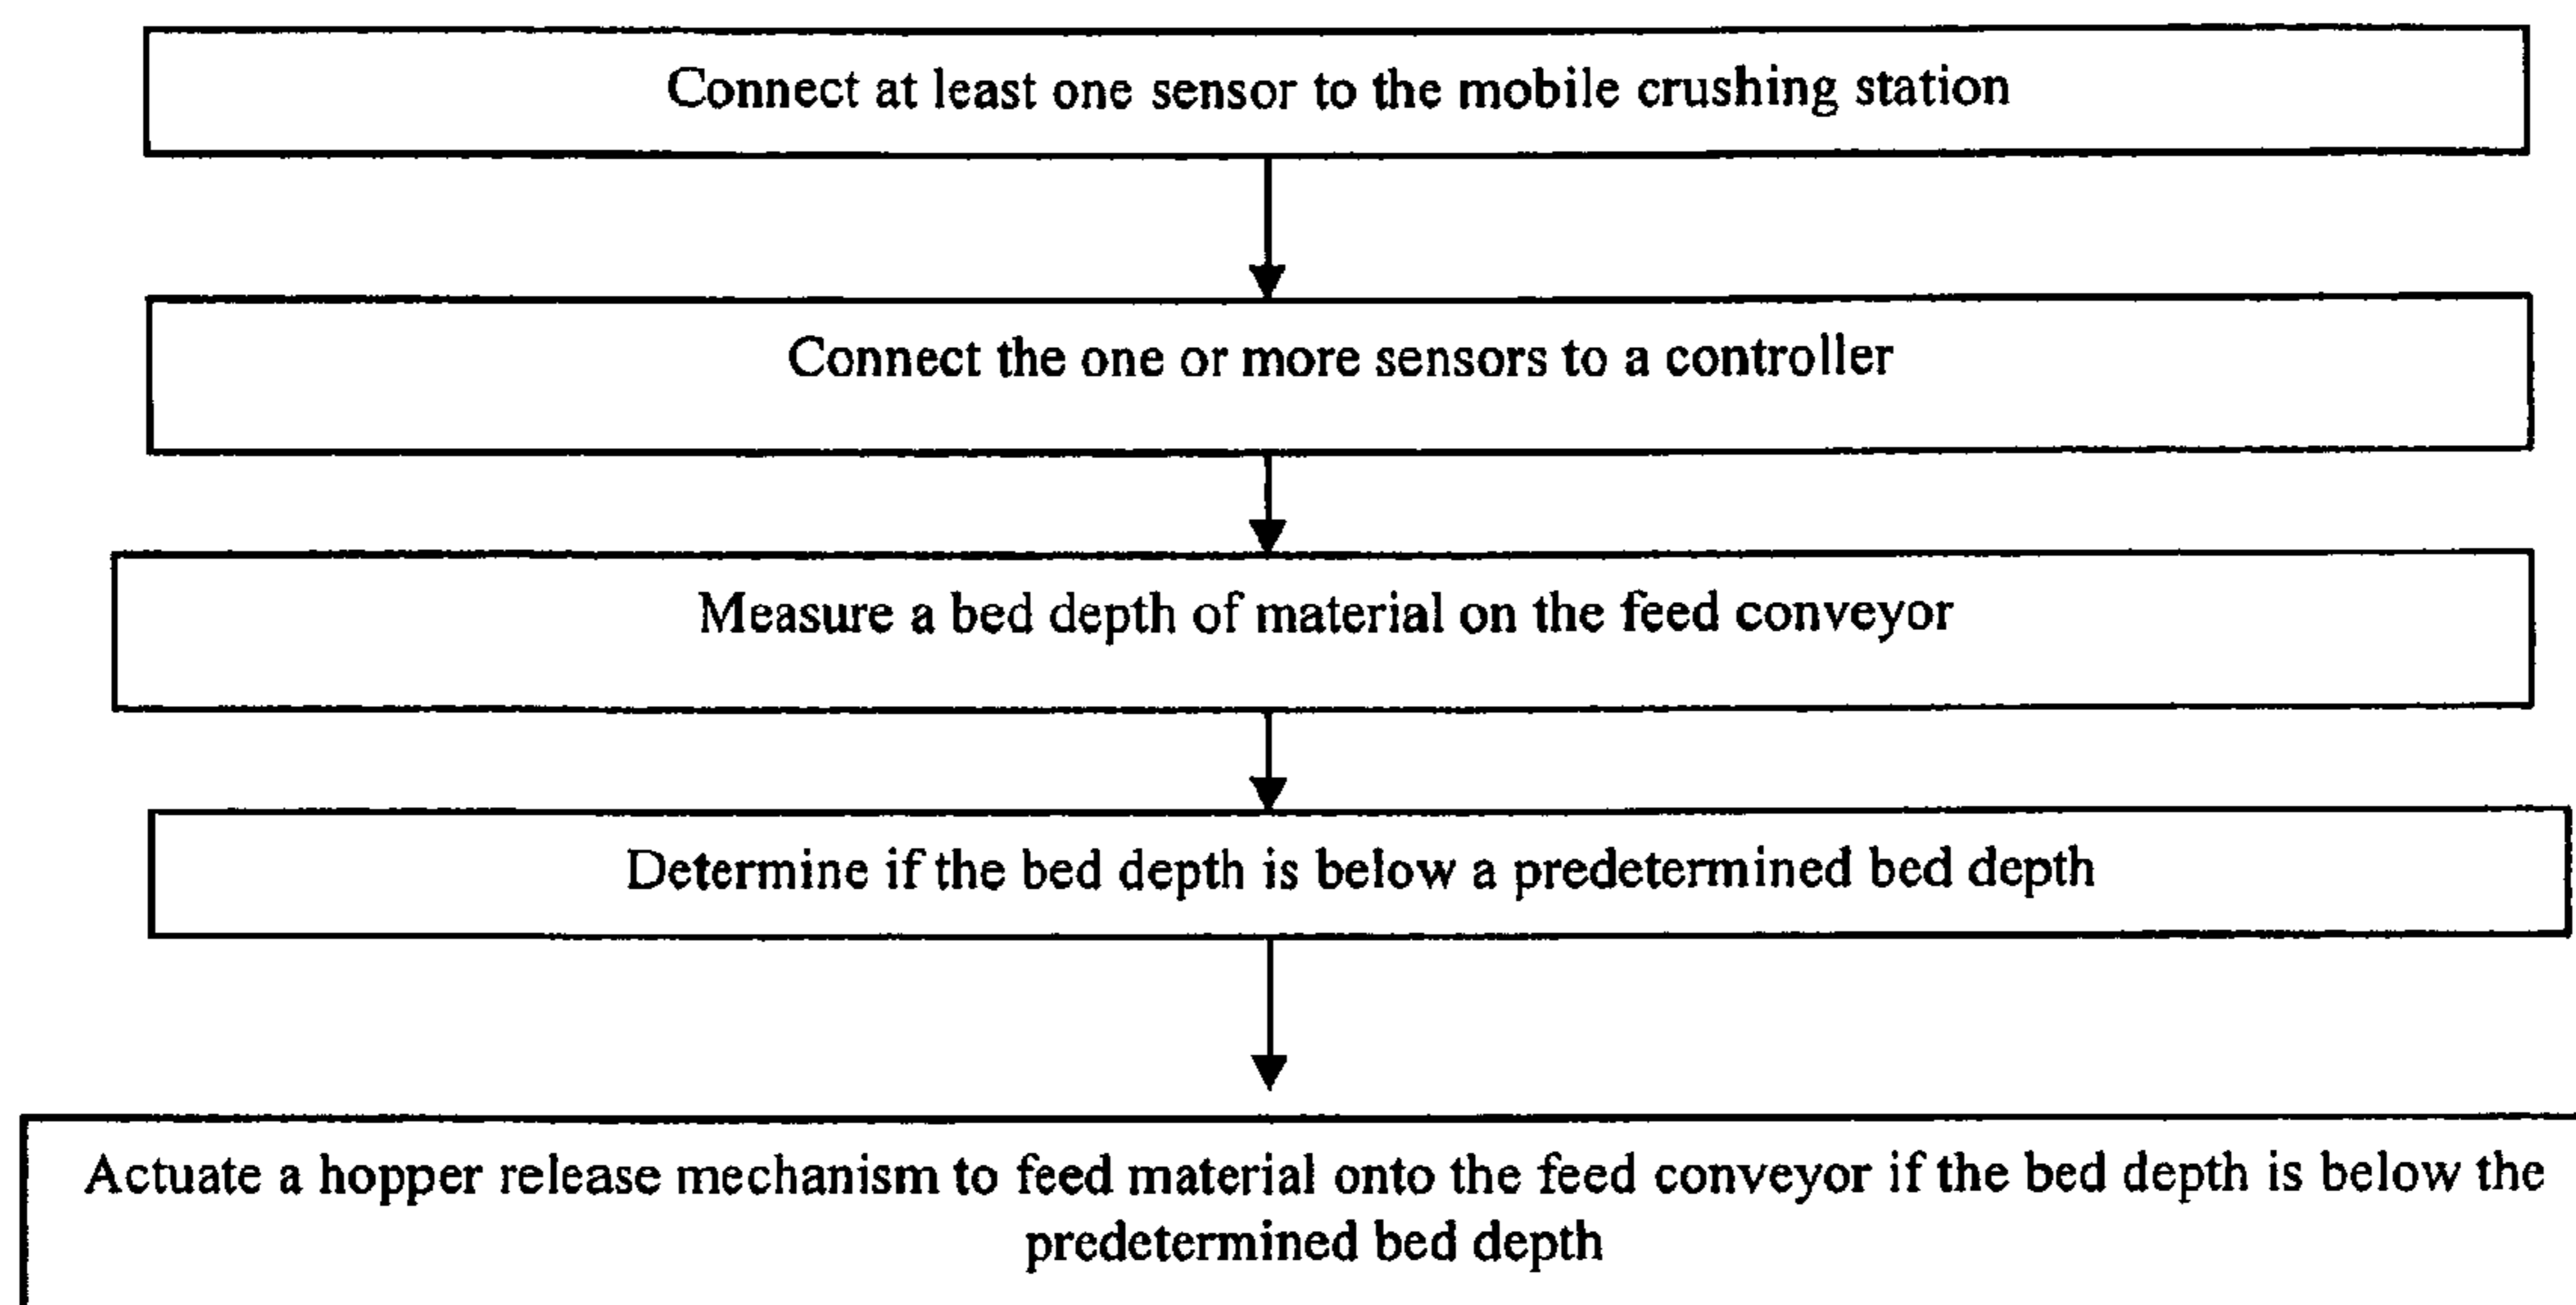 Connect at least one sensor to the mobile crushing station
Connect the one or more sensors to a controller
Measure a bed depth of material on the feed conveyor
Determine if the bed depth is below a predetermined bed depth
Actuate a hopper release mechanism to feed material onto the feed conveyor if the bed depth is below the
predetermined bed depth